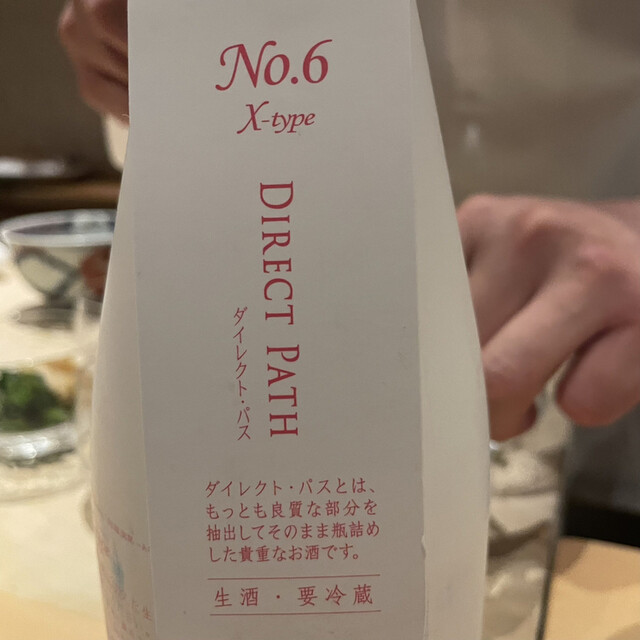 No.6
X-type
DIRECT PATH
ダイレクト・パス
ダイレクト・パスとは、
もっとも良質な部分を
抽出してそのまま瓶詰め
した貴重なお酒です。
生酒・要冷蔵